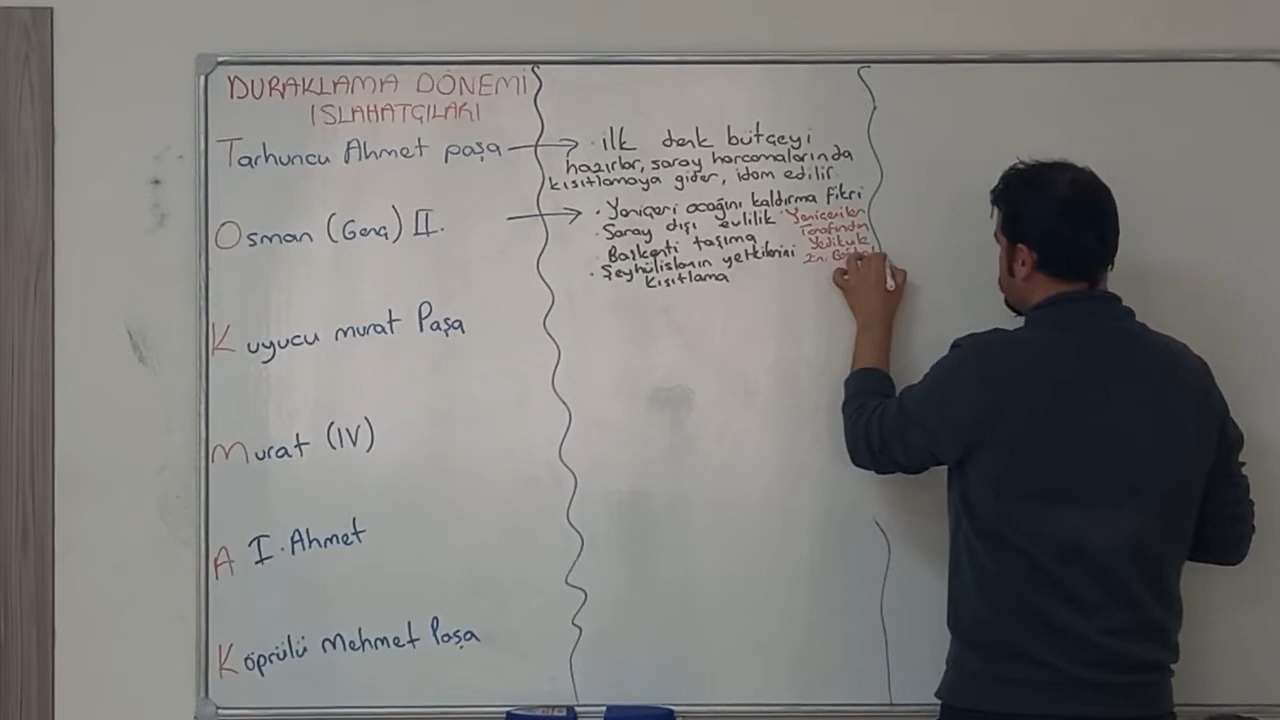 DURAKLAMA DÖNEMİ
ISLAHATÇILARI
Tarhuncu Ahmet paşa
· ilk denk bütçeyi
hazırlar, saray harcamalarında
kısıtlamaya gider, idam edilir
Osman (Genç) II.
· Yeniçeri ocağını kaldırma fikri
· Saray dışı evlilik
Başkenti taşıma
· Şeyhülislamın yetkilerini
kısıtlama
Yeniçeriler
Tarafından
Yedikule
Kuyucu murat Paşa
Murat (IV)
A I. Ahmet
Köprülü Mehmet Paşa